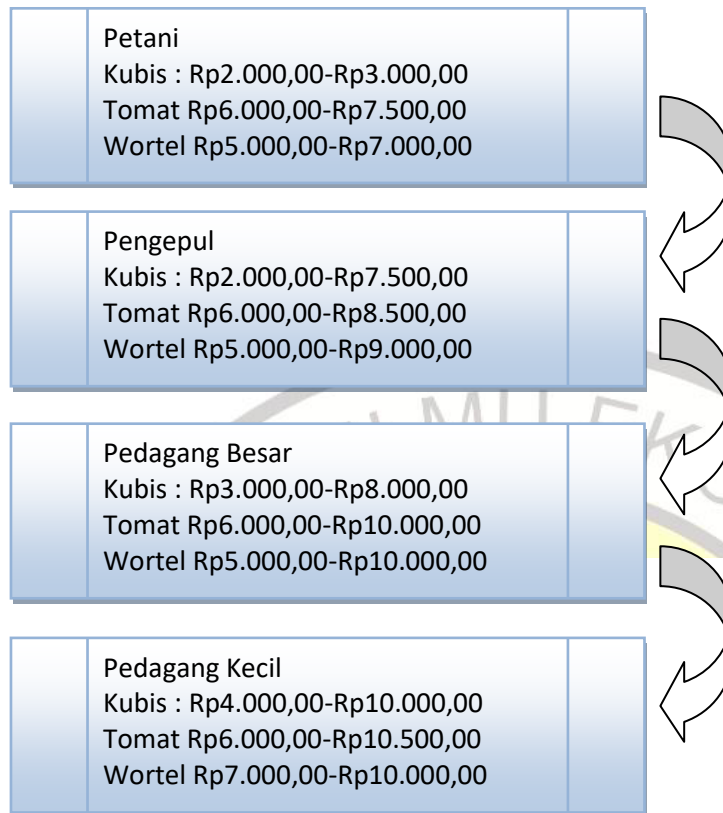 Petani
Kubis : Rp2.000,00-Rp3.000,00
Tomat Rp6.000,00-Rp7.500,00
Wortel Rp5.000,00-Rp7.000,00
Pengepul
Kubis : Rp2.000,00-Rp7.500,00
Tomat Rp6.000,00-Rp8.500,00
Wortel Rp5.000,00-Rp9.000,00
Pedagang Besar
Kubis : Rp3.000,00-Rp8.000,00
Tomat Rp6.000,00-Rp10.000,00
Wortel Rp5.000,00-Rp10.000,00
Pedagang Kecil
Kubis : Rp4.000,00-Rp10.000,00
Tomat Rp6.000,00-Rp10.500,00
Wortel Rp7.000,00-Rp10.000,00